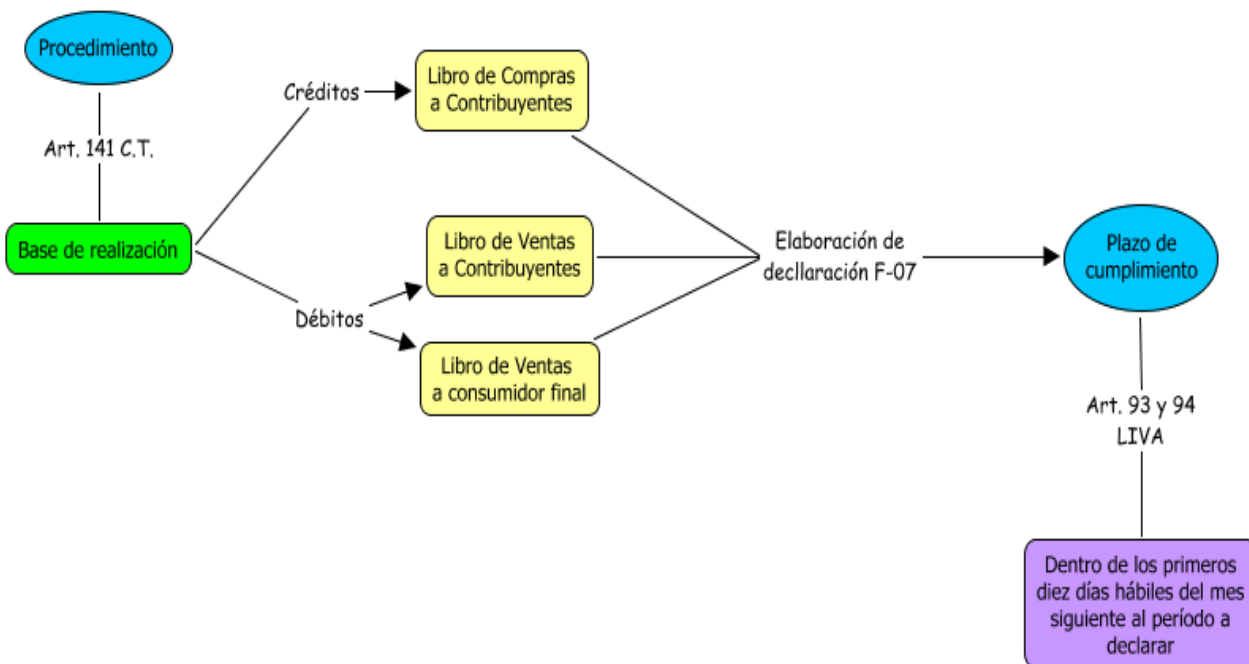 Procedimiento
Art. 141 C.T.
Base de realización
Créditos
Débitos
Libro de Compras
a Contribuyentes
Libro de Ventas
a Contribuyentes
Libro de Ventas
a consumidor final
Elaboración de
decllaración F-07
Plazo de
cumplimiento
Art. 93 y 94
LIVA
Dentro de los primeros
diez días hábiles del mes
siguiente al período a
declarar